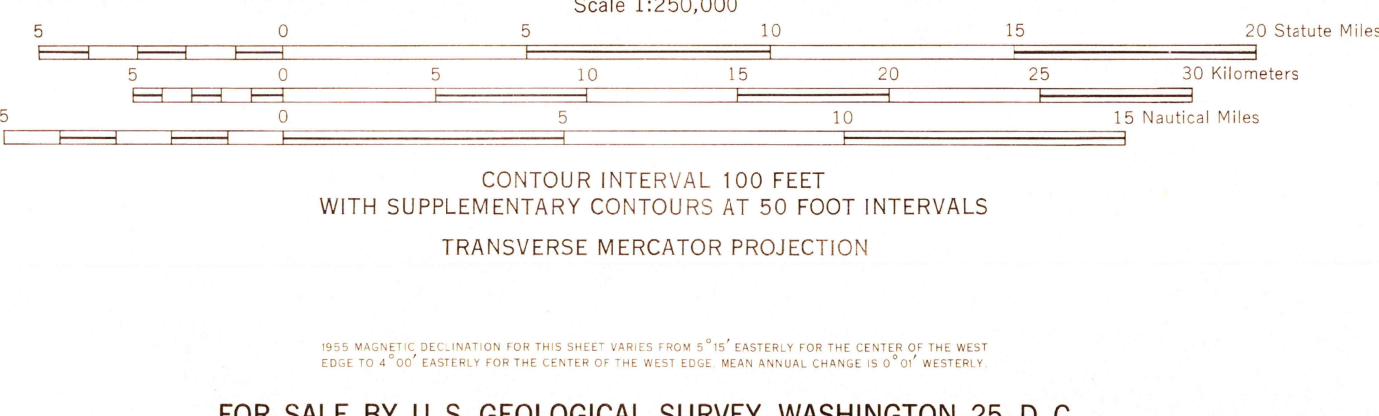 Scale 1:250,000
5 0 5 10 15 20 Statute Miles
5 0 5 10 15 20 25 30 Kilometers
5 0 5 10 15 Nautical Miles
CONTOUR INTERVAL 100 FEET
WITH SUPPLEMENTARY CONTOURS AT 50 FOOT INTERVALS
TRANSVERSE MERCATOR PROJECTION
1955 MAGNETIC DECLINATION FOR THIS SHEET VARIES FROM 5°15′ EASTERLY FOR THE CENTER OF THE WEST
EDGE TO 4°00′ EASTERLY FOR THE CENTER OF THE WEST EDGE. MEAN ANNUAL CHANGE IS 0°01′ WESTERLY.
FOR SALE BY U. S. GEOLOGICAL SURVEY, WASHINGTON 25, D. C.